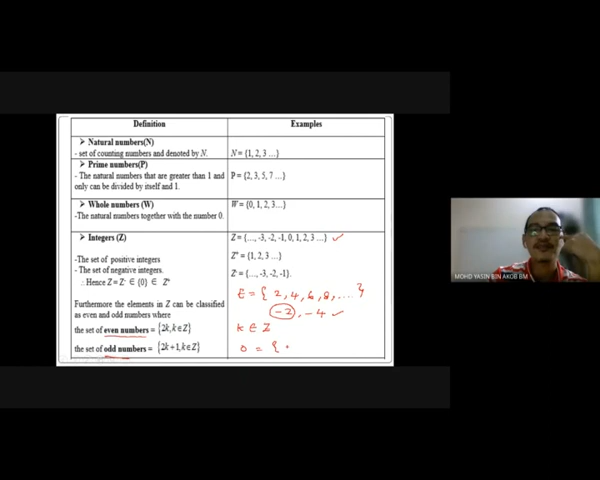 Definition
Examples
➤ Natural numbers(N)
- set of counting numbers and denoted by N.
N = {1, 2, 3 ...}
➤ Prime numbers(P)
- The natural numbers that are greater than 1 and
only can be divided by itself and 1.
P = {2, 3, 5, 7 ...}
➤ Whole numbers (W)
-The natural numbers together with the number 0.
W = {0, 1, 2, 3...}
➤ Integers (Z)
Z = {..., -3, -2, -1, 0, 1, 2, 3 ...} ✓
-The set of positive integers
Z⁺ = {1, 2, 3 ...}
- The set of negative integers.
Z⁻ = {..., -3, -2, -1}.
∴ Hence Z = Z⁻ ∈ {0} ∈ Z⁺
E = { 2, 4, 6, 8, .... }
Furthermore the elements in Z can be classified
as even and odd numbers where
-2, -4 ✓
the set of even numbers = {2k, k∈Z}
k ∈ Z
the set of odd numbers = {2k+1, k∈Z}
O = {
MOHD YASIN BIN AKOB BM